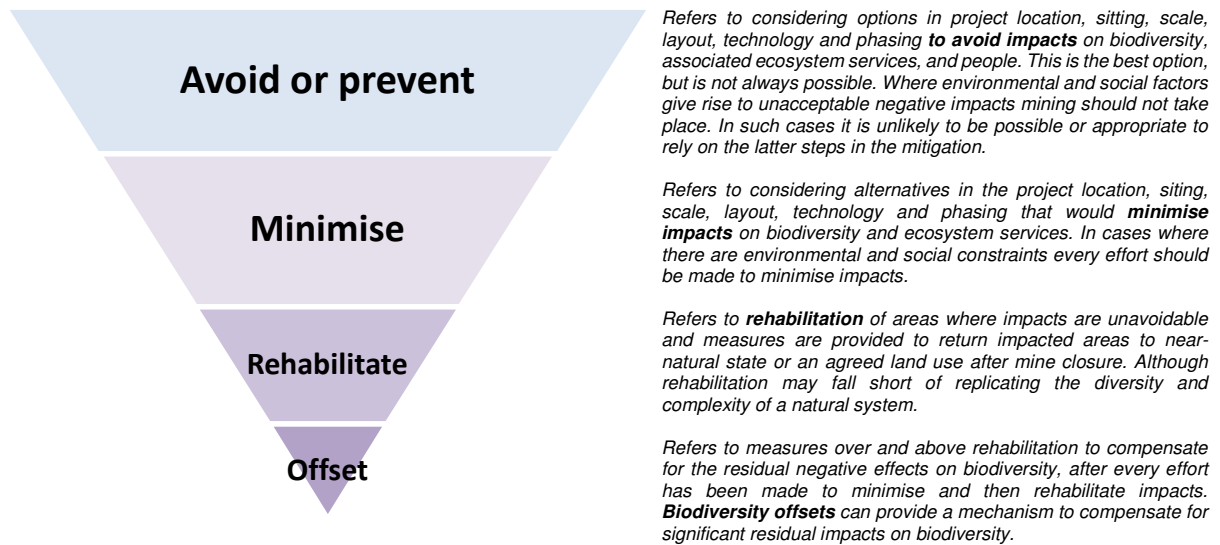 Avoid or prevent
Refers to considering options in project location, sitting, scale,
layout, technology and phasing to avoid impacts on biodiversity,
associated ecosystem services, and people. This is the best option,
but is not always possible. Where environmental and social factors
give rise to unacceptable negative impacts mining should not take
place. In such cases it is unlikely to be possible or appropriate to
rely on the latter steps in the mitigation.
Minimise
Refers to considering alternatives in the project location, siting,
scale, layout, technology and phasing that would minimise
impacts on biodiversity and ecosystem services. In cases where
there are environmental and social constraints every effort should
be made to minimise impacts.
Rehabilitate
Refers to rehabilitation of areas where impacts are unavoidable
and measures are provided to return impacted areas to near-
natural state or an agreed land use after mine closure. Although
rehabilitation may fall short of replicating the diversity and
complexity of a natural system.
Offset
Refers to measures over and above rehabilitation to compensate
for the residual negative effects on biodiversity, after every effort
has been made to minimise and then rehabilitate impacts.
Biodiversity offsets can provide a mechanism to compensate for
significant residual impacts on biodiversity.